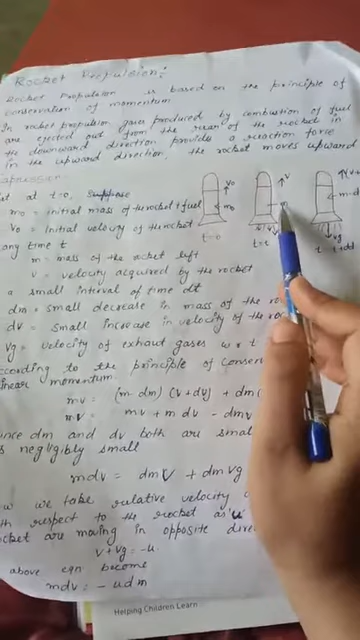 Rocket Propulsion :
Rocket Propulsion is based on the principle of
conservation of momentum
In rocket propulsion gases produced by combustion of fuel
are ejected out from the rear of the rocket in
the downward direction provide a reaction force
in the upward direction. the rocket moves upward
at t=0, Suppose
m₀ = initial mass of the rocket + fuel
V₀ = initial velocity of the rocket
any time t
m = mass of the rocket left
v = velocity acquired by the rocket
a small interval of time dt
dm = small decrease in mass of the
dv = small increase in velocity of the
Vg = velocity of exhaust gases w r t
according to the principle of
linear momentum.
mv = (m - dm) (v + dv) + dm
mv = mv + m dv - dmv
since dm and dv both are small
is negligibly small
mdv = dmv + dmvg
we take relative velocity
respect to the rocket as 'u'
are moving in opposite
v + vg = -u
above eqn become
mdv = - udm
v₀
m₀
t=0
v
m
t=t
vg
t+dt
Helping Children Learn